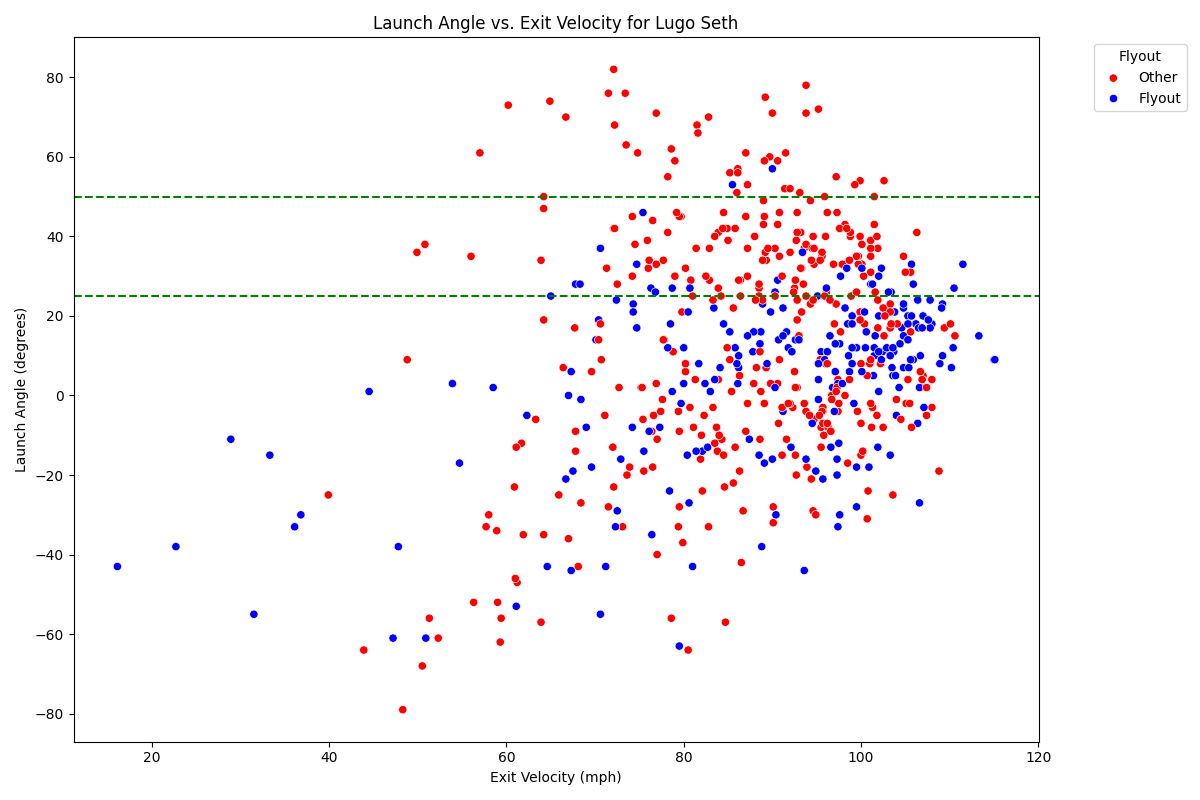 Launch Angle vs. Exit Velocity for Lugo Seth
Flyout
Other
Flyout
Launch Angle (degrees)
80
60
40
20
0
−20
−40
−60
−80
20
40
60
80
100
120
Exit Velocity (mph)